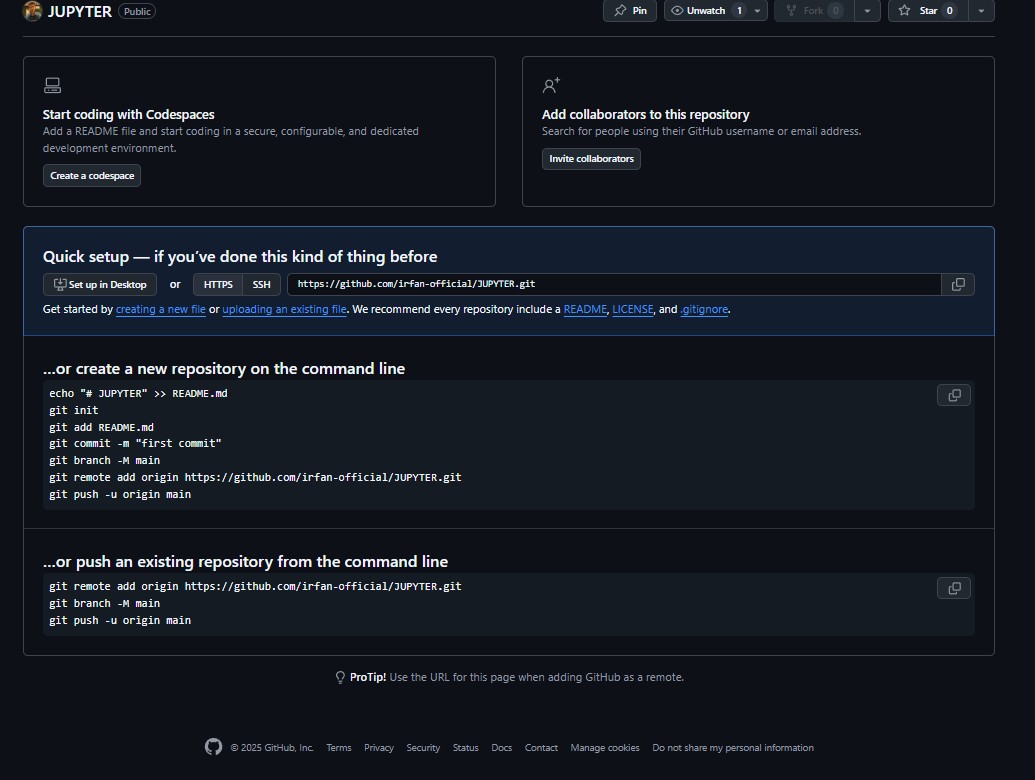 JUPYTER Public Pin Unwatch 1 Fork 0 Star 0
Start coding with Codespaces
Add a README file and start coding in a secure, configurable, and dedicated
development environment.
Create a codespace
Add collaborators to this repository
Search for people using their GitHub username or email address.
Invite collaborators
Quick setup — if you've done this kind of thing before
Set up in Desktop or HTTPS SSH https://github.com/irfan-official/JUPYTER.git
Get started by creating a new file or uploading an existing file. We recommend every repository include a README, LICENSE, and .gitignore.
...or create a new repository on the command line
echo "# JUPYTER" >> README.md
git init
git add README.md
git commit -m "first commit"
git branch -M main
git remote add origin https://github.com/irfan-official/JUPYTER.git
git push -u origin main
...or push an existing repository from the command line
git remote add origin https://github.com/irfan-official/JUPYTER.git
git branch -M main
git push -u origin main
ProTip! Use the URL for this page when adding GitHub as a remote.
© 2025 GitHub, Inc. Terms Privacy Security Status Docs Contact Manage cookies Do not share my personal information